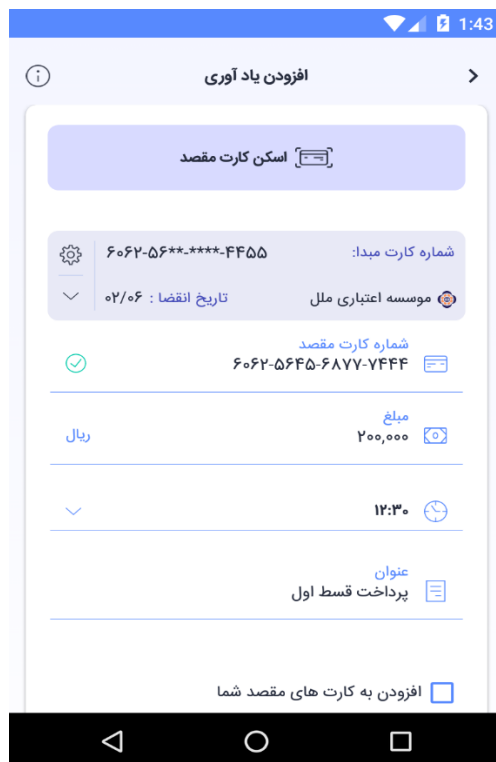 1:43
افزودن یاد آوری
اسکن کارت مقصد
شماره کارت مبدا: ۶۰۶۲-۵۶**-****-۴۴۵۵
موسسه اعتباری ملل تاریخ انقضا : ۰۲/۰۶
شماره کارت مقصد
۶۰۶۲-۵۶۴۵-۶۸۷۷-۷۴۴۴
مبلغ
۲۰۰,۰۰۰ ریال
۱۲:۳۰
عنوان
پرداخت قسط اول
افزودن به کارت های مقصد شما